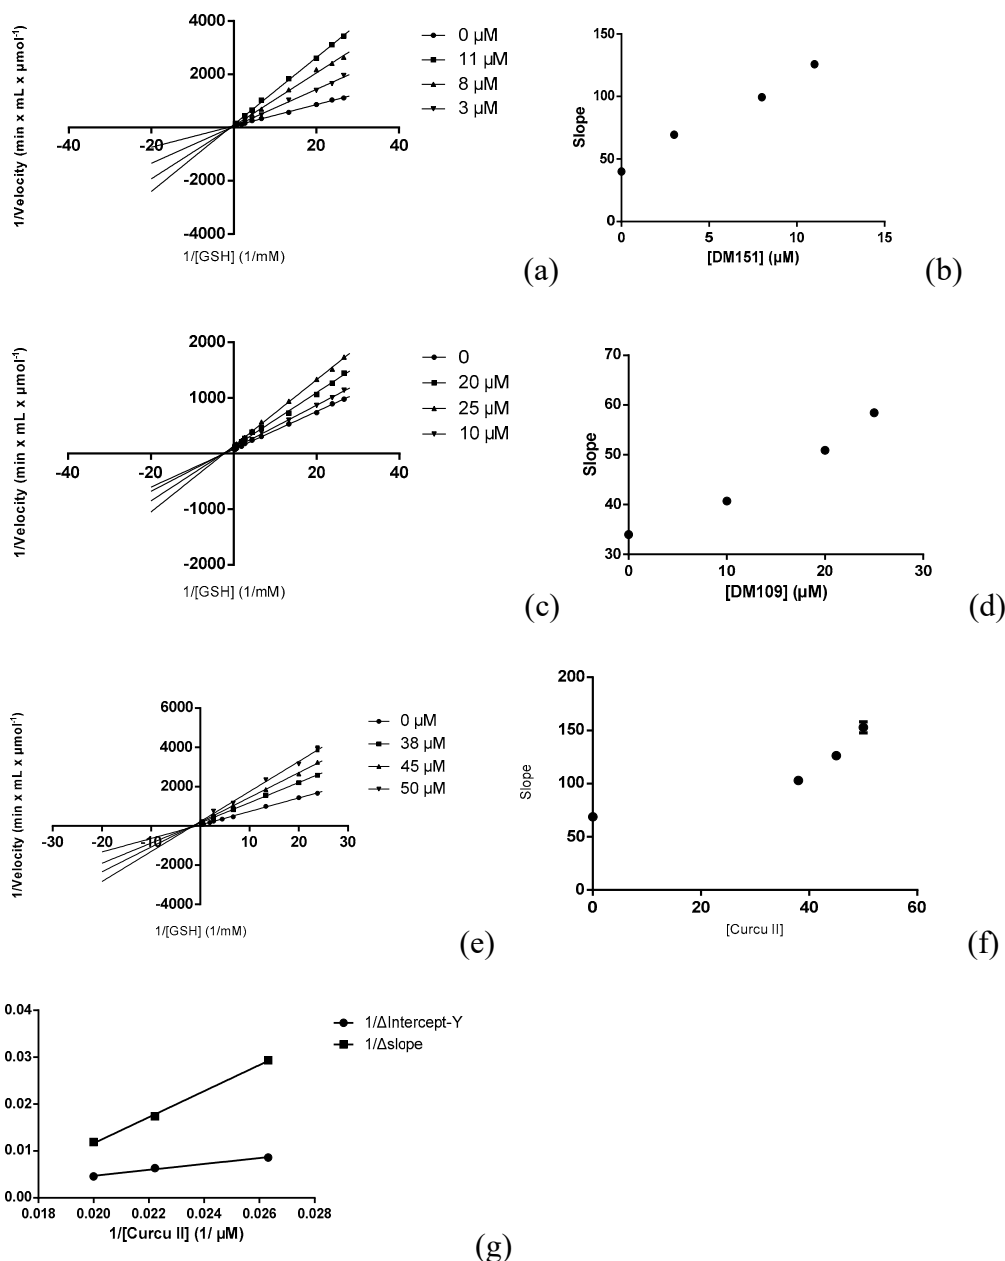 4000
2000
-2000
-4000
-40
-20
20
40
1/Velocity (min x mL x µmol-1)
1/[GSH] (1/mM)
0 µM
11 µM
8 µM
3 µM
(a)
150
100
50
0
0
5
10
15
Slope
[DM151] (µM)
(b)
2000
1000
-1000
-2000
-40
-20
20
40
1/Velocity (min x mL x µmol-1)
1/[GSH] (1/mM)
0
20 µM
25 µM
10 µM
(c)
70
60
50
40
30
0
10
20
30
Slope
[DM109] (µM)
(d)
6000
4000
2000
-2000
-4000
-30
-20
-10
10
20
30
1/Velocity (min x mL x µmol-1)
1/[GSH] (1/mM)
0 µM
38 µM
45 µM
50 µM
(e)
200
150
100
50
0
0
20
40
60
Slope
[Curcu II]
(f)
0.04
0.03
0.02
0.01
0.00
0.018
0.020
0.022
0.024
0.026
0.028
1/[Curcu II] (1/ µM)
1/ΔIntercept-Y
1/Δslope
(g)